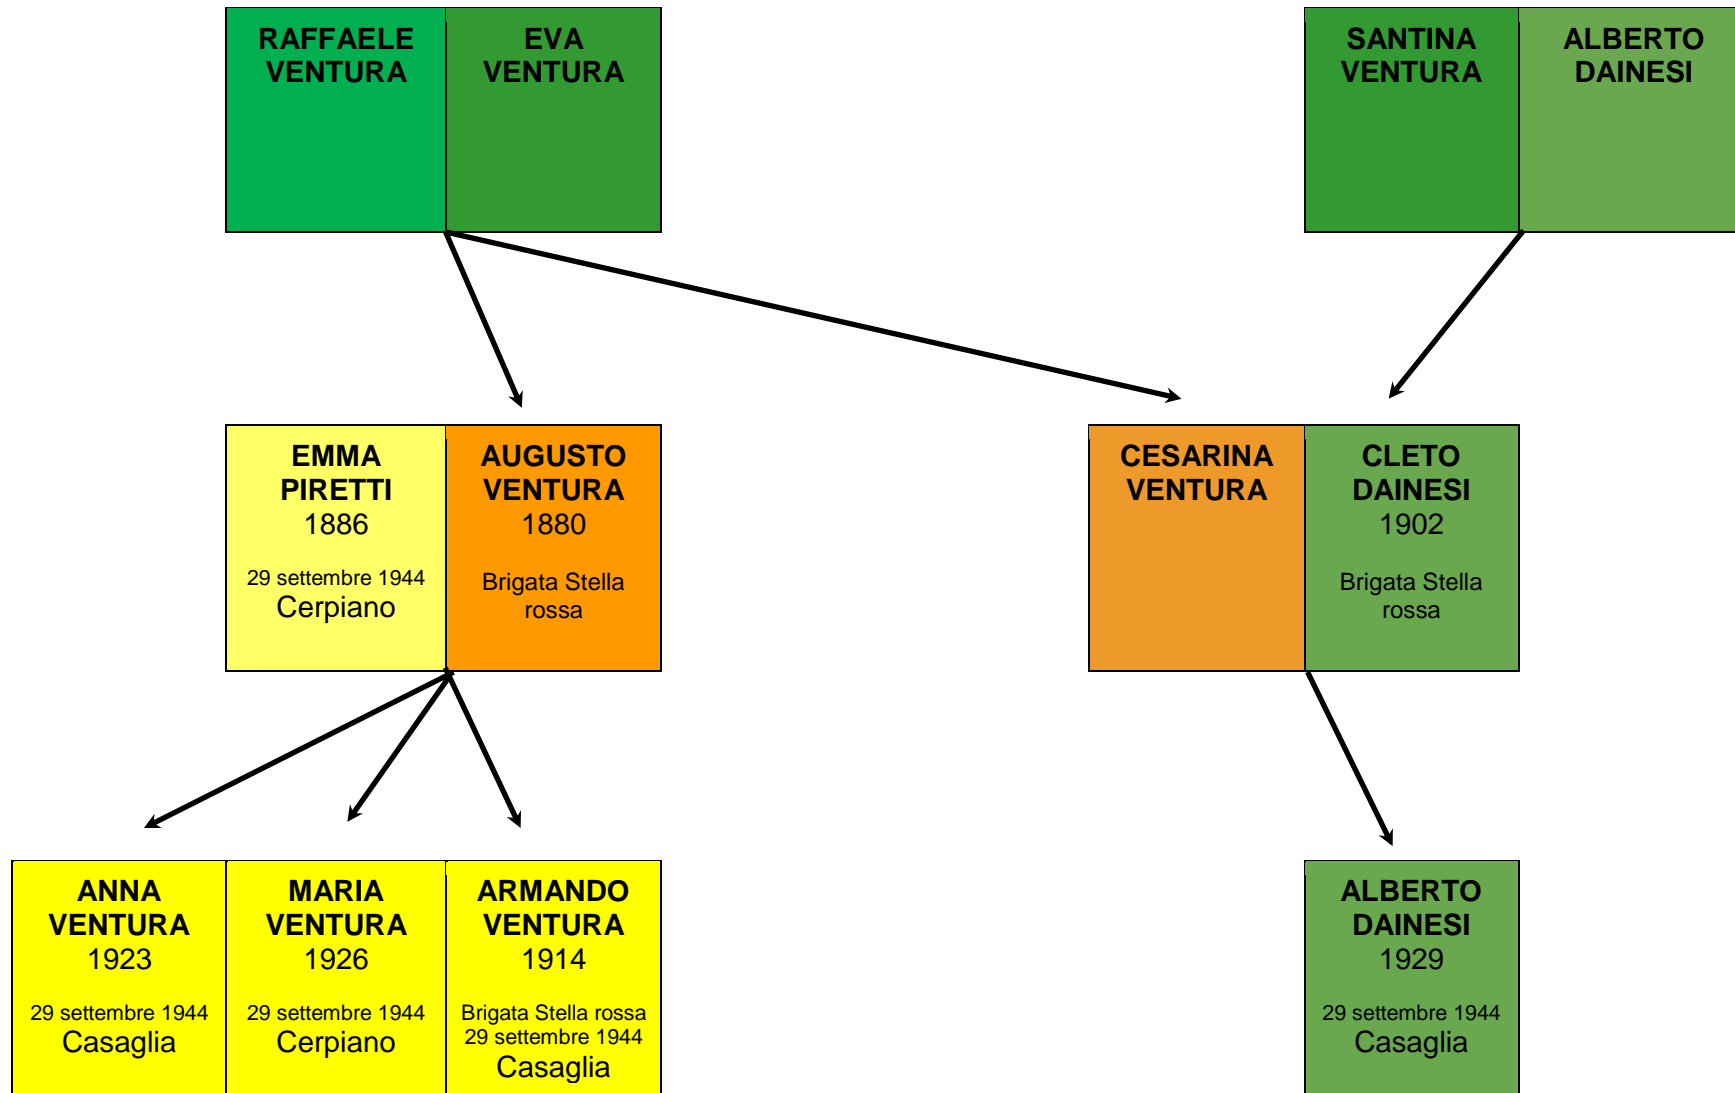 RAFFAELE
VENTURA
EVA
VENTURA
SANTINA
VENTURA
ALBERTO
DAINESI
EMMA
PIRETTI
1886
29 settembre 1944
Cerpiano
AUGUSTO
VENTURA
1880
Brigata Stella
rossa
CESARINA
VENTURA
CLETO
DAINESI
1902
Brigata Stella
rossa
ANNA
VENTURA
1923
29 settembre 1944
Casaglia
MARIA
VENTURA
1926
29 settembre 1944
Cerpiano
ARMANDO
VENTURA
1914
Brigata Stella rossa
29 settembre 1944
Casaglia
ALBERTO
DAINESI
1929
29 settembre 1944
Casaglia